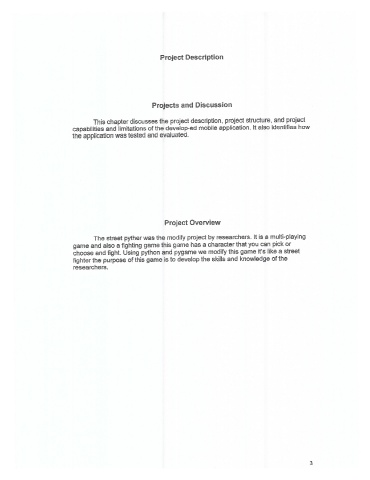 Project Description
Projects and Discussion
This chapter discusses the project description, project structure, and project
capabilities and limitations of the develop-ed mobile application. It also identifies how
the application was tested and evaluated.
Project Overview
The street pyther was the modify project by researchers. It is a multi-playing
game and also a fighting game this game has a character that you can pick or
choose and fight. Using python and pygame we modify this game it's like a street
fighter the purpose of this game is to develop the skills and knowledge of the
researchers.
3